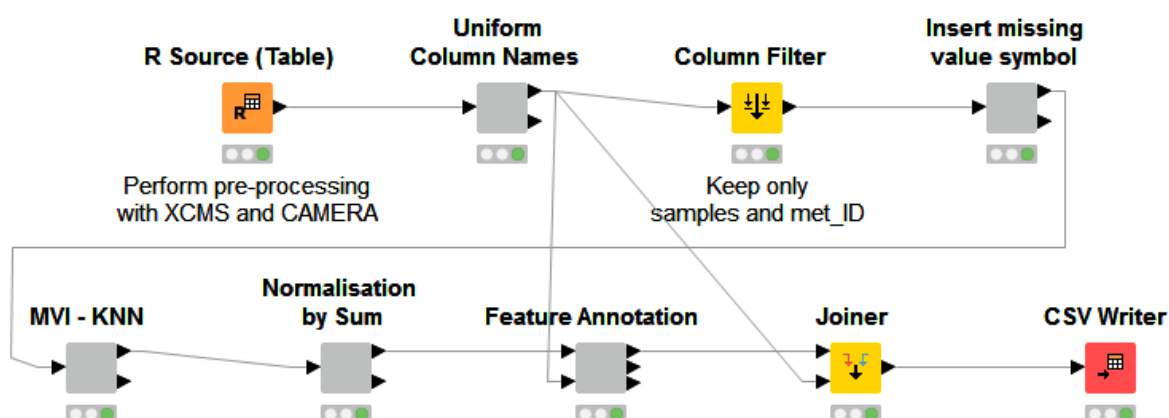 Uniform
Column Names
Insert missing
value symbol
R Source (Table)
Column Filter
R
Perform pre-processing
with XCMS and CAMERA
Keep only
samples and met_ID
MVI - KNN
Normalisation
by Sum
Feature Annotation
Joiner
CSV Writer